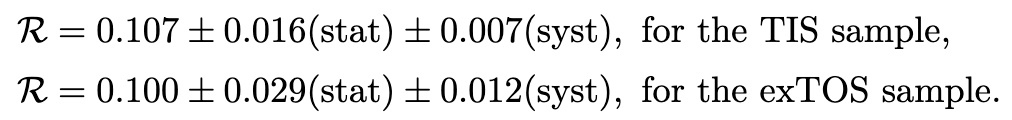 ℛ = 0.107 ± 0.016(stat) ± 0.007(syst), for the TIS sample,
ℛ = 0.100 ± 0.029(stat) ± 0.012(syst), for the exTOS sample.